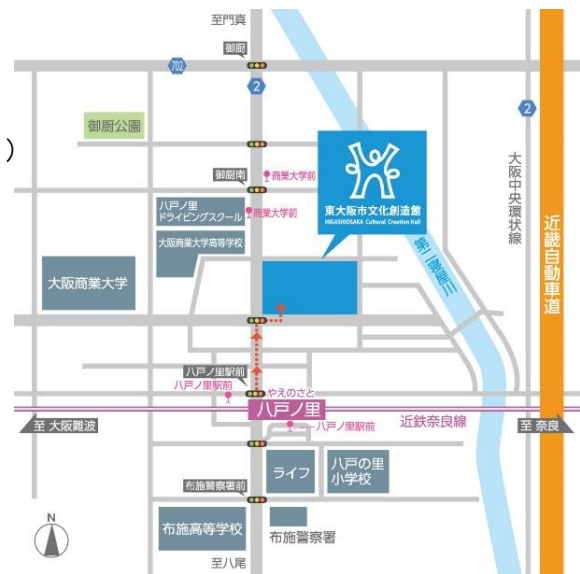 至門真
御厨
702
2
2
御厨公園
)
御厨南
商業大学前
八戸ノ里
ドライビングスクール
商業大学前
大阪商業大学高等学校
大阪商業大学
東大阪市文化創造館
HIGASHIOSAKA Cultural Creation Hall
大阪中央環状線
近畿自動車道
第二寝屋川
八戸ノ里駅前
八戸ノ里駅前
やえのさと
八戸ノ里
近鉄奈良線
至 大阪難波
至 奈良
八戸ノ里駅前
ライフ
八戸の里
小学校
布施警察署前
布施高等学校
布施警察署
N
至八尾